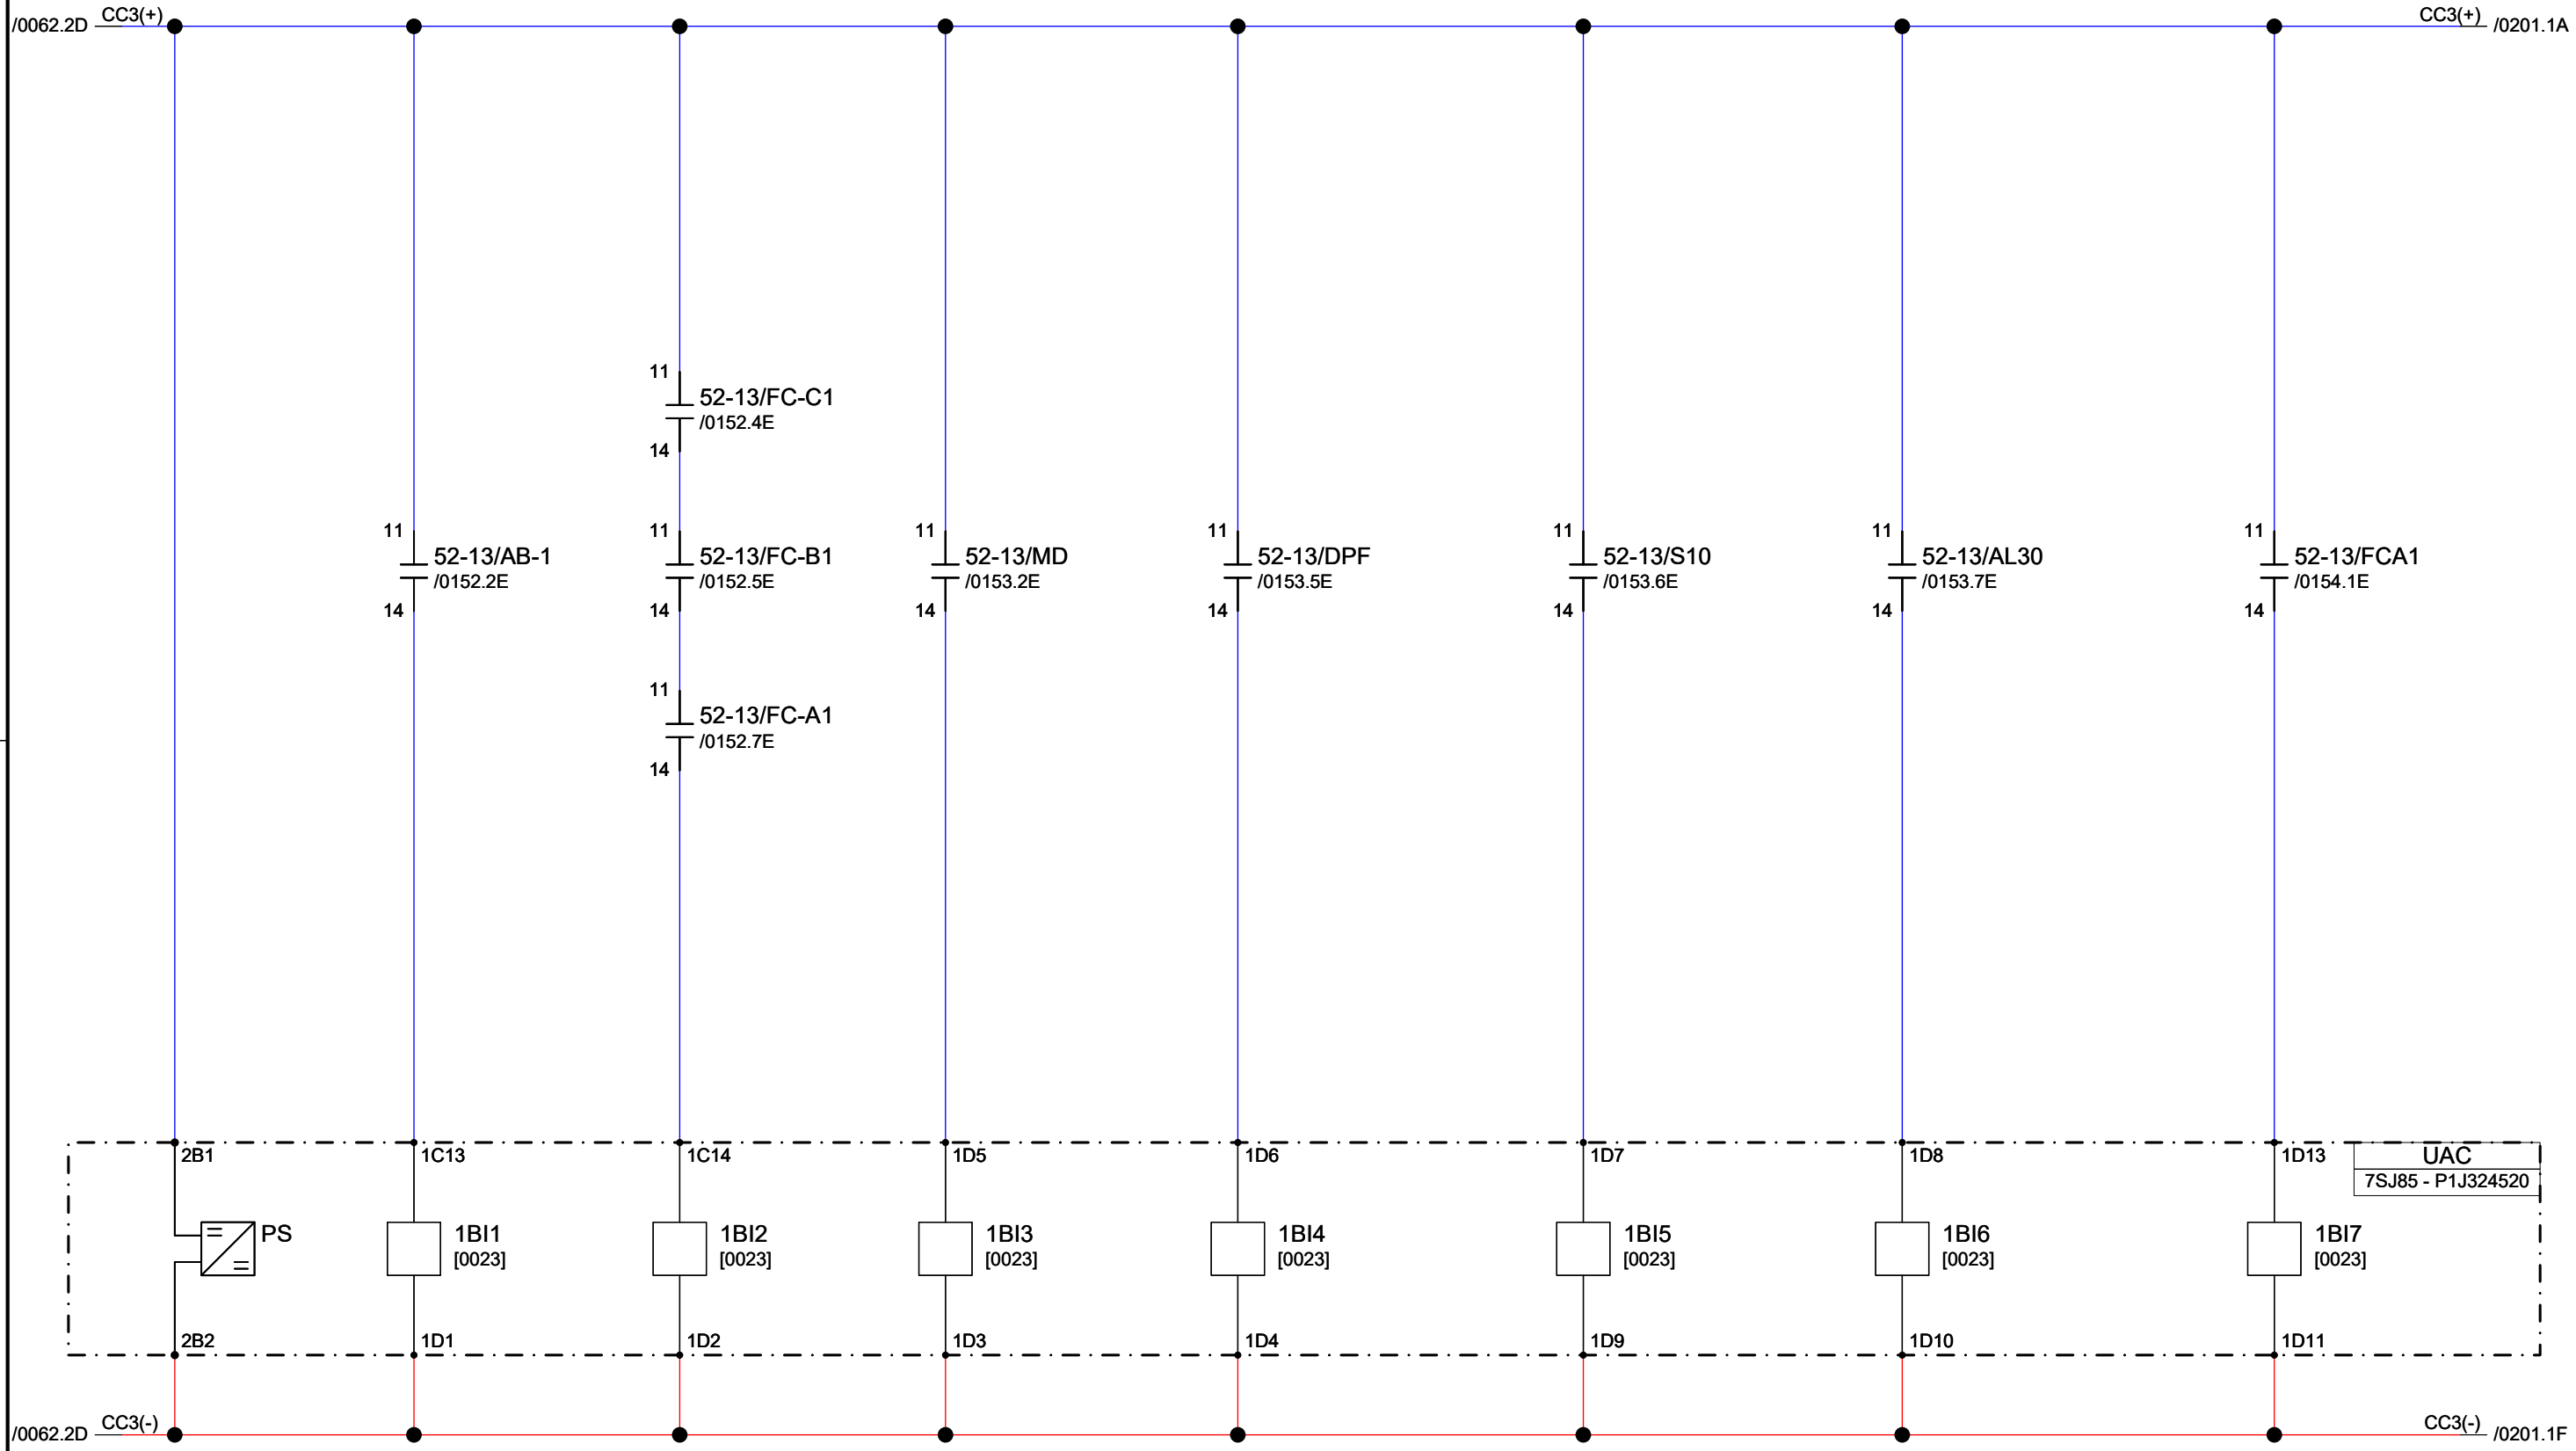 CC3(+)
/0062.2D
CC3(+)
/0201.1A
11
52-13/FC-C1
/0152.4E
14
11
52-13/AB-1
/0152.2E
14
11
52-13/FC-B1
/0152.5E
14
11
52-13/MD
/0153.2E
14
11
52-13/DPF
/0153.5E
14
11
52-13/S10
/0153.6E
14
11
52-13/AL30
/0153.7E
14
11
52-13/FCA1
/0154.1E
14
11
52-13/FC-A1
/0152.7E
14
2B1
1C13
1C14
1D5
1D6
1D7
1D8
1D13
UAC
7SJ85 - P1J324520
PS
1BI1
[0023]
1BI2
[0023]
1BI3
[0023]
1BI4
[0023]
1BI5
[0023]
1BI6
[0023]
1BI7
[0023]
2B2
1D1
1D2
1D3
1D4
1D9
1D10
1D11
CC3(-)
/0062.2D
CC3(-)
/0201.1F